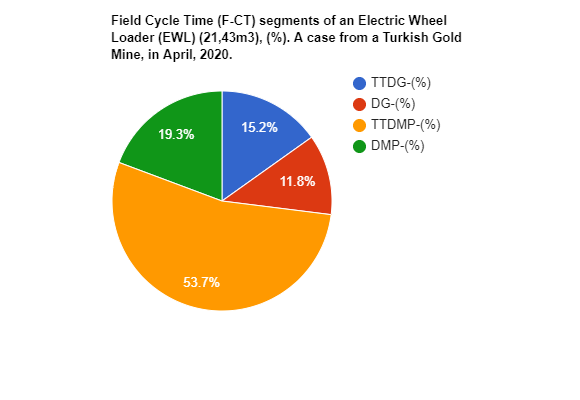 Field Cycle Time (F-CT) segments of an Electric Wheel
Loader (EWL) (21,43m3), (%). A case from a Turkish Gold
Mine, in April, 2020.
TTDG-(%)
DG-(%)
TTDMP-(%)
DMP-(%)
15.2%
11.8%
53.7%
19.3%